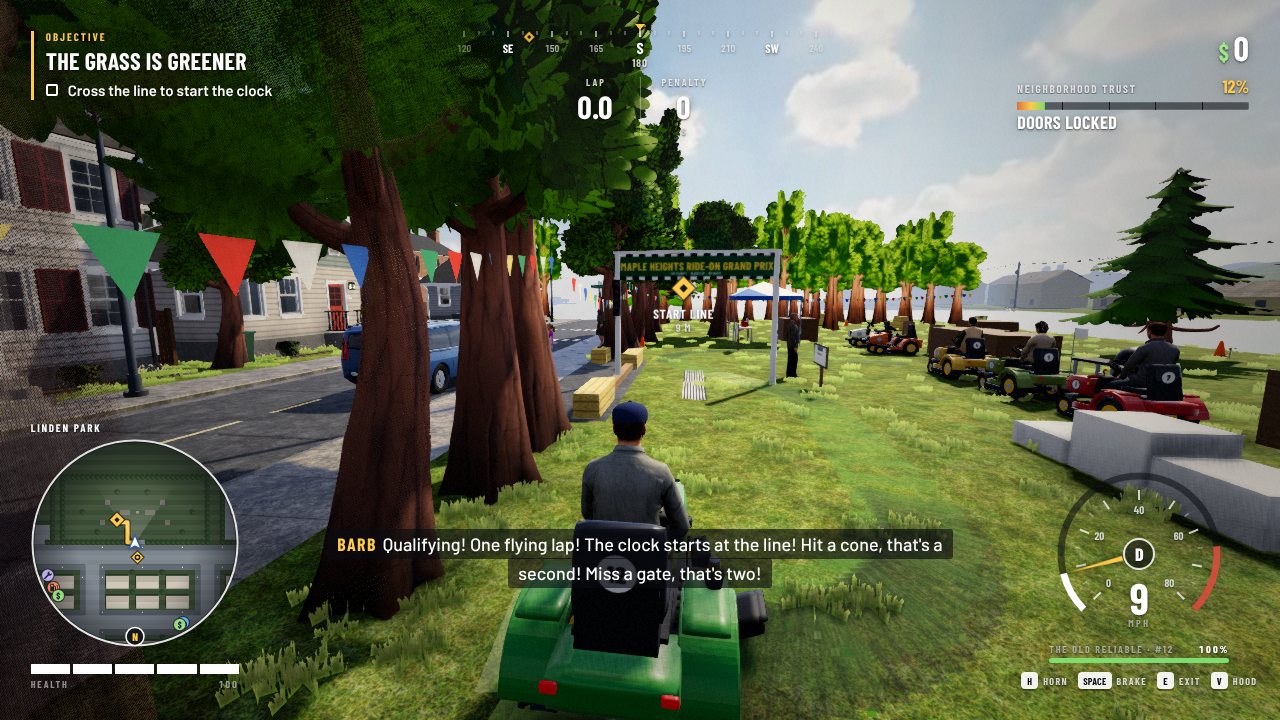 OBJECTIVE
THE GRASS IS GREENER
Cross the line to start the clock
120 SE 150 165 S 195 210 SW 240
180
LAP PENALTY
0.0 0
$ 0
NEIGHBORHOOD TRUST 12%
DOORS LOCKED
MAPLE HEIGHTS RIDE-ON GRAND PRIX
START LINE
9 M
LINDEN PARK
N
HEALTH 100
BARB Qualifying! One flying lap! The clock starts at the line! Hit a cone, that's a
second! Miss a gate, that's two!
0 20 40 60 80
D
9
MPH
THE OLD RELIABLE · #12 100%
H HORN SPACE BRAKE E EXIT V HOOD